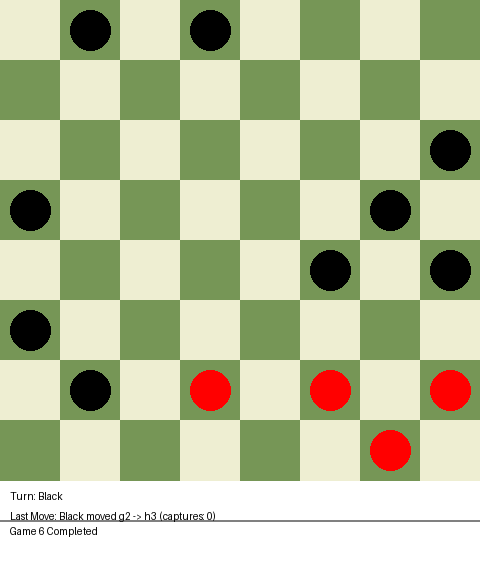 Turn: Black
Last Move: Black moved g2 -> h3 (captures: 0)
Game 6 Completed